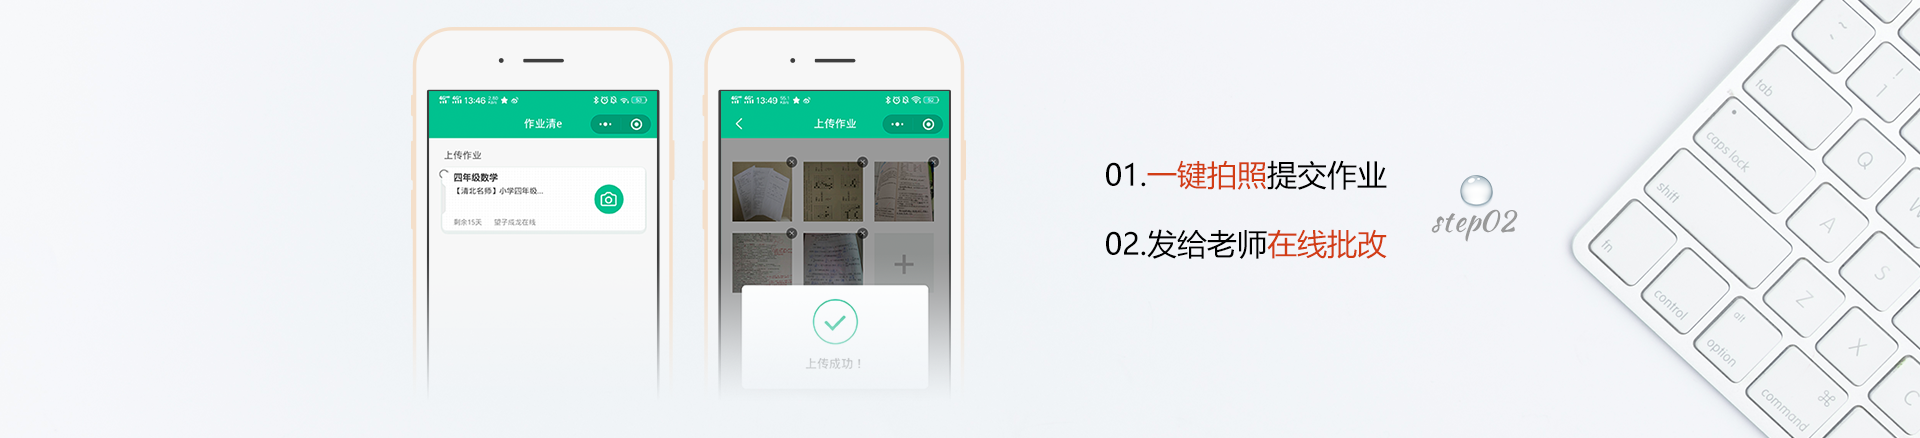 13:46
作业清e
上传作业
四年级数学
【清北名师】小学四年级...
剩余15天 望子成龙在线
13:49
上传作业
上传成功！
01.一键拍照提交作业
02.发给老师在线批改
step02
tab
caps lock
Q
shift
A
W
fn
S
control
Z
alt
option
X
command
C